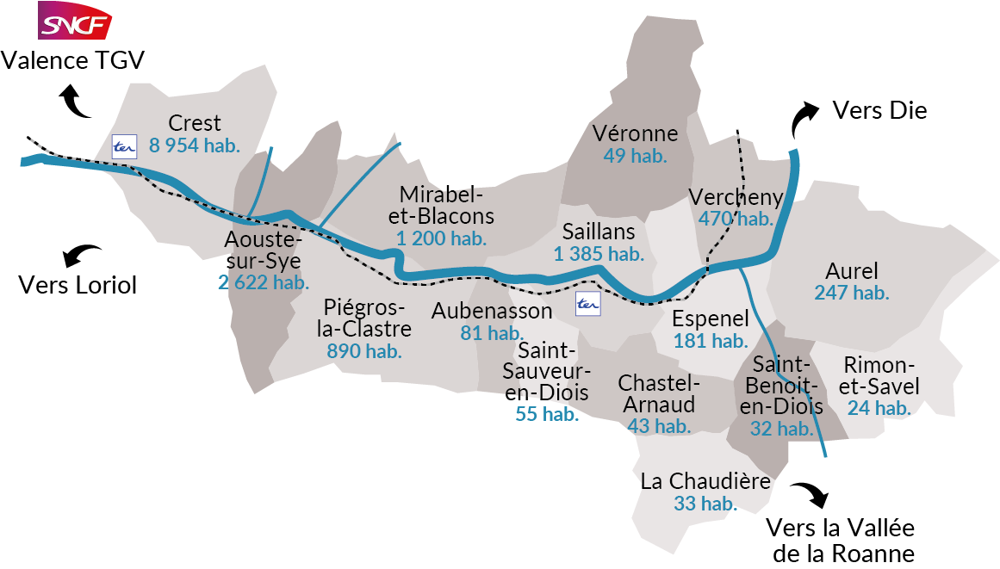 SNCF
Valence TGV
Crest
8 954 hab.
ter
Vers Die
Véronne
49 hab.
Mirabel-
et-Blacons
1 200 hab.
Vercheny
470 hab.
Saillans
1 385 hab.
Aouste-
sur-Sye
2 622 hab.
Vers Loriol
Aurel
247 hab.
Piégros-
la-Clastre
890 hab.
Aubenasson
81 hab.
ter
Espenel
181 hab.
Saint-
Sauveur-
en-Diois
55 hab.
Chastel-
Arnaud
43 hab.
Saint-
Benoit-
en-Diois
32 hab.
Rimon-
et-Savel
24 hab.
La Chaudière
33 hab.
Vers la Vallée
de la Roanne